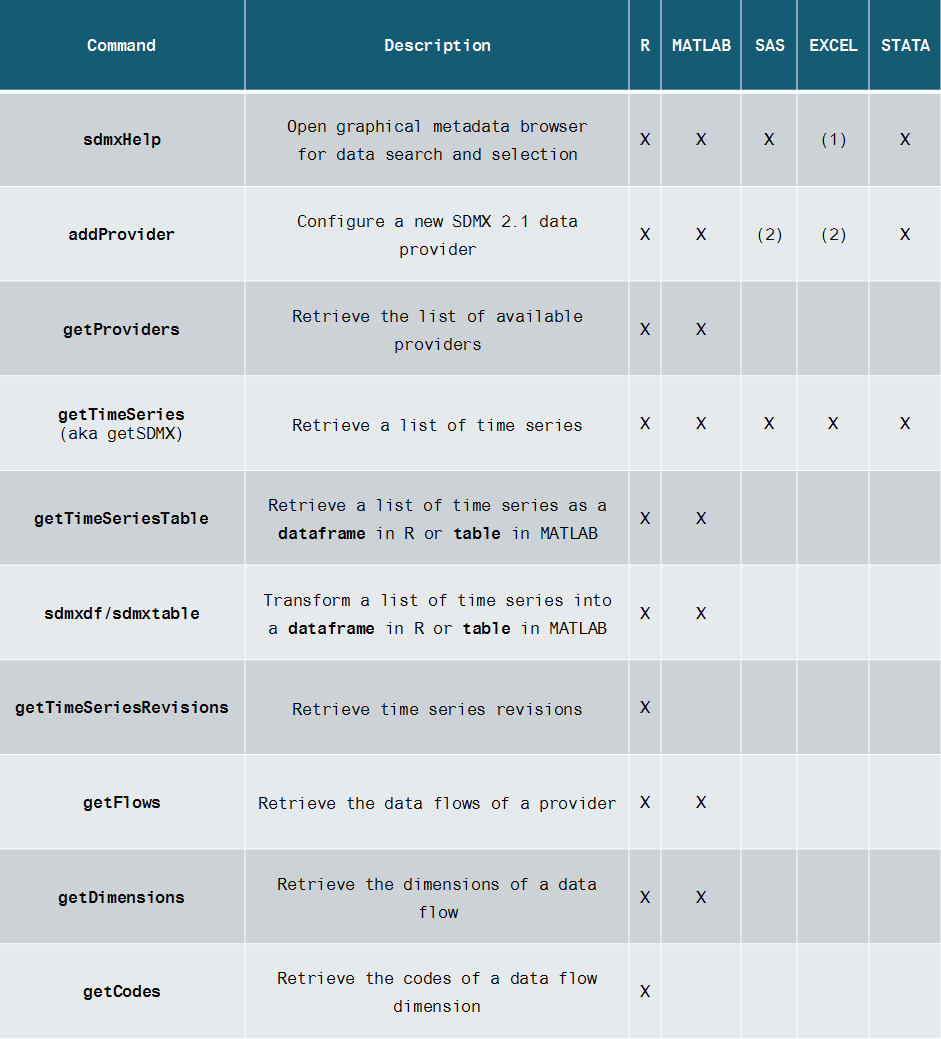 Command Description R MATLAB SAS EXCEL STATA
sdmxHelp Open graphical metadata browser
for data search and selection X X X (1) X
addProvider Configure a new SDMX 2.1 data
provider X X (2) (2) X
getProviders Retrieve the list of available
providers X X
getTimeSeries
(aka getSDMX) Retrieve a list of time series X X X X X
getTimeSeriesTable Retrieve a list of time series as a
dataframe in R or table in MATLAB X X
sdmxdf/sdmxtable Transform a list of time series into
a dataframe in R or table in MATLAB X X
getTimeSeriesRevisions Retrieve time series revisions X
getFlows Retrieve the data flows of a provider X X
getDimensions Retrieve the dimensions of a data
flow X X
getCodes Retrieve the codes of a data flow
dimension X